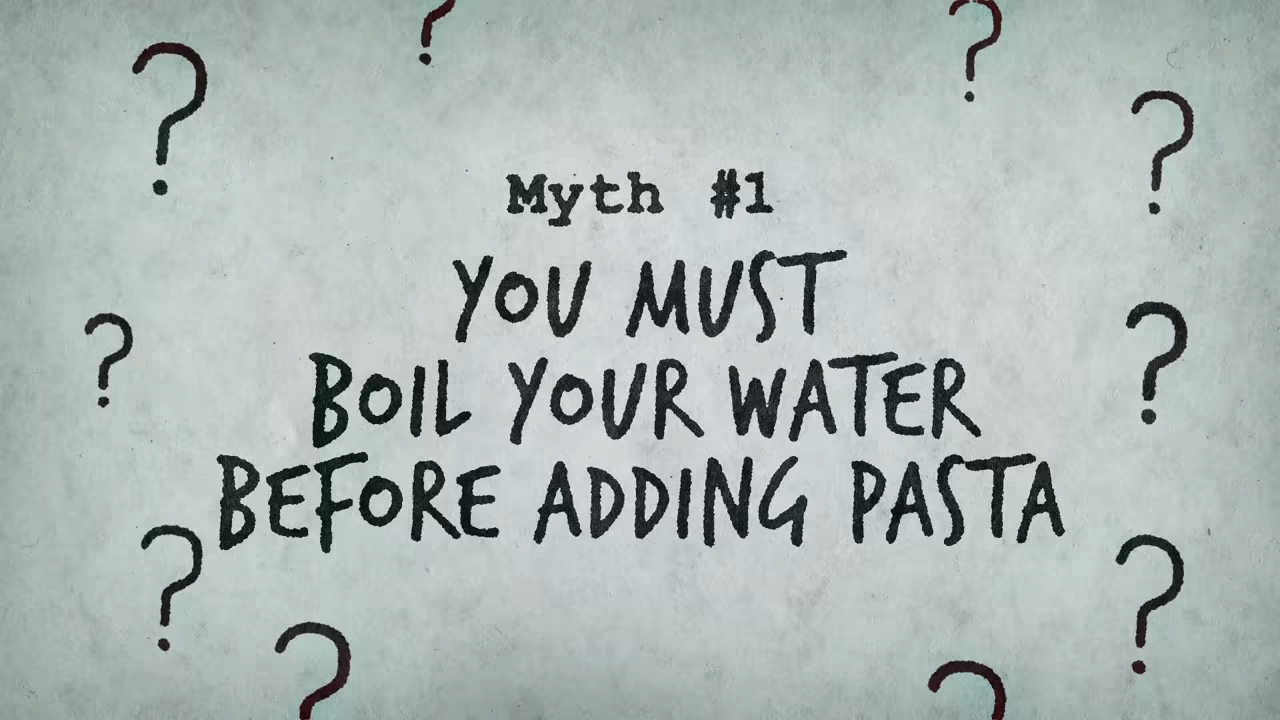 Myth #1
YOU MUST
BOIL YOUR WATER
BEFORE ADDING PASTA
? ? ? ? ? ? ? ? ? ?